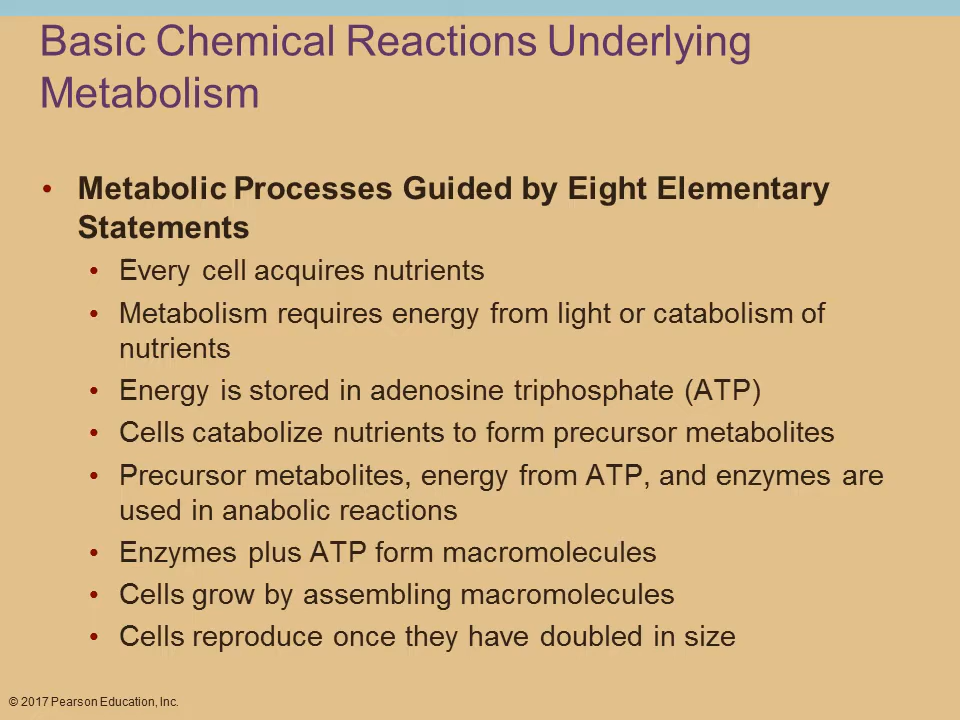 Basic Chemical Reactions Underlying
Metabolism
• Metabolic Processes Guided by Eight Elementary
Statements
• Every cell acquires nutrients
• Metabolism requires energy from light or catabolism of
nutrients
• Energy is stored in adenosine triphosphate (ATP)
• Cells catabolize nutrients to form precursor metabolites
• Precursor metabolites, energy from ATP, and enzymes are
used in anabolic reactions
• Enzymes plus ATP form macromolecules
• Cells grow by assembling macromolecules
• Cells reproduce once they have doubled in size
© 2017 Pearson Education, Inc.